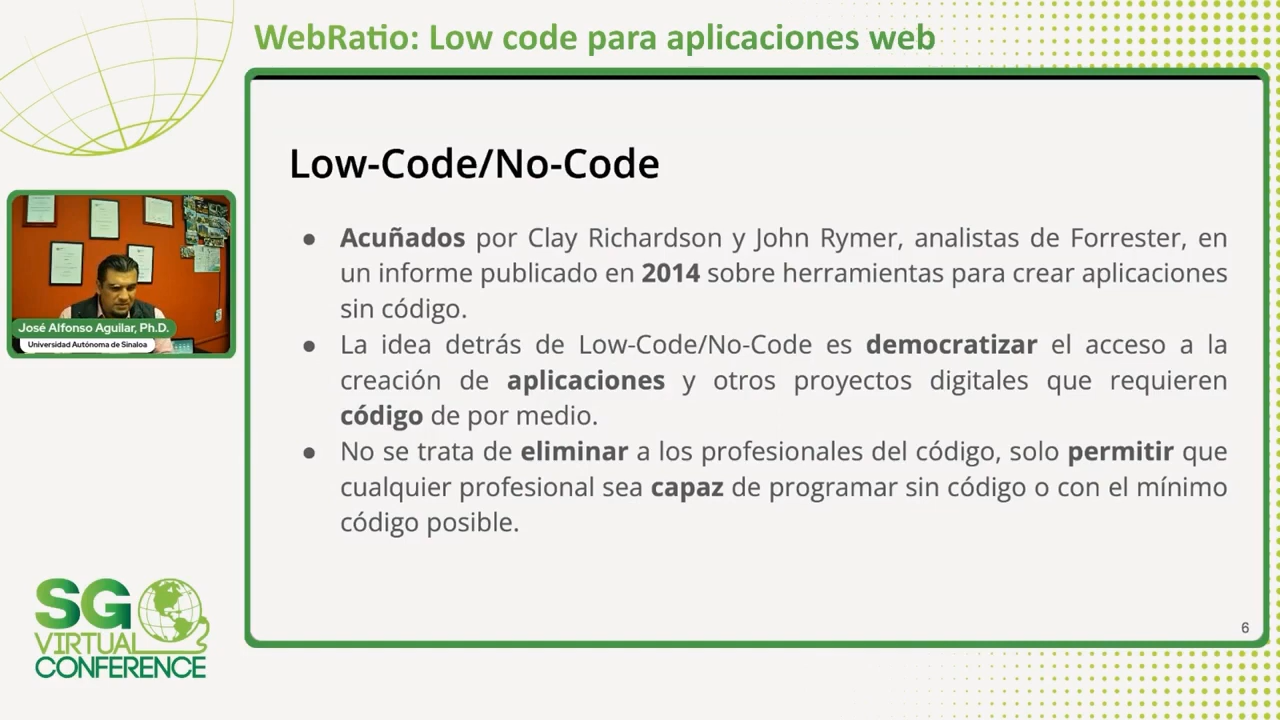 WebRatio: Low code para aplicaciones web
Low-Code/No-Code
● Acuñados por Clay Richardson y John Rymer, analistas de Forrester, en
un informe publicado en 2014 sobre herramientas para crear aplicaciones
sin código.
● La idea detrás de Low-Code/No-Code es democratizar el acceso a la
creación de aplicaciones y otros proyectos digitales que requieren
código de por medio.
● No se trata de eliminar a los profesionales del código, solo permitir que
cualquier profesional sea capaz de programar sin código o con el mínimo
código posible.
6
José Alfonso Aguilar, Ph.D.
Universidad Autónoma de Sinaloa
SG
VIRTUAL
CONFERENCE